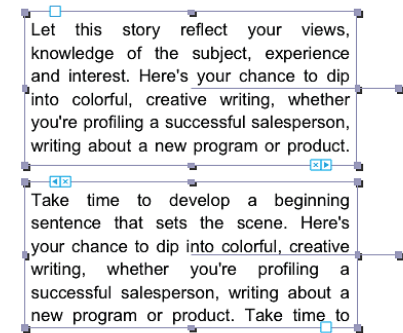 Let this story reflect your views,
knowledge of the subject, experience
and interest. Here's your chance to dip
into colorful, creative writing, whether
you're profiling a successful salesperson,
writing about a new program or product.
Take time to develop a beginning
sentence that sets the scene. Here's
your chance to dip into colorful, creative
writing, whether you're profiling a
successful salesperson, writing about a
new program or product. Take time to